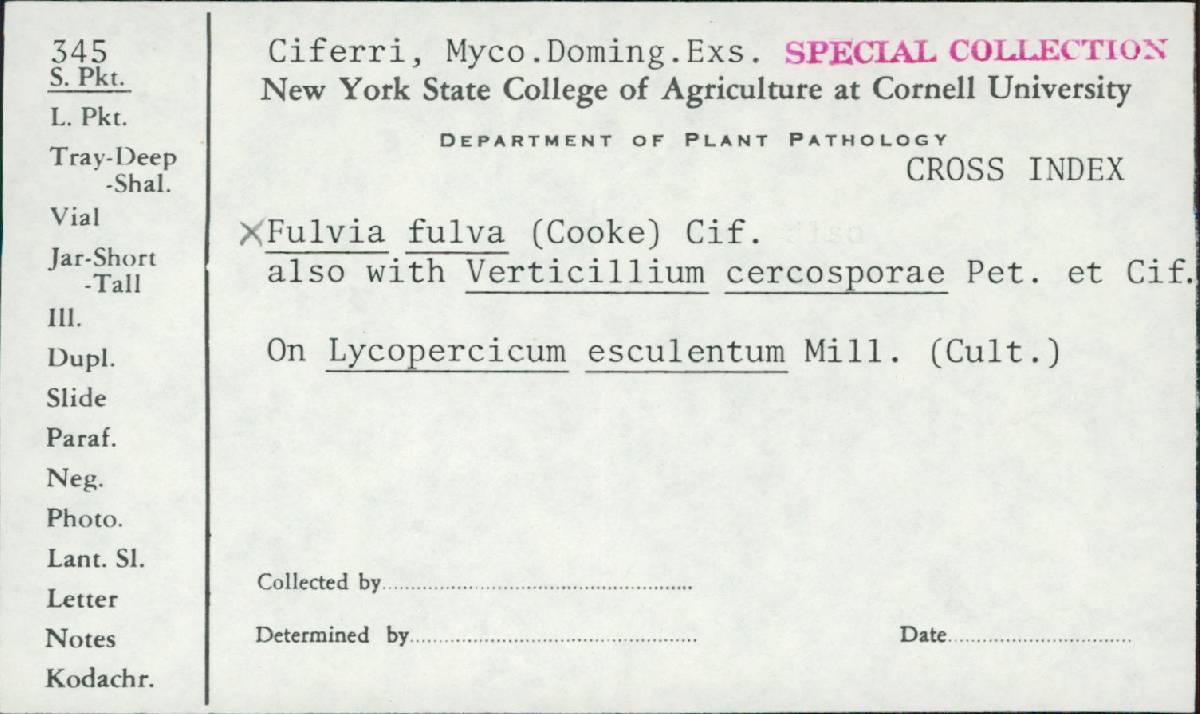 345
S. Pkt.
L. Pkt.
Tray-Deep
-Shal.
Vial
Jar-Short
-Tall
Ill.
Dupl.
Slide
Paraf.
Neg.
Photo.
Lant. Sl.
Letter
Notes
Kodachr.
Ciferri, Myco.Doming.Exs. SPECIAL COLLECTION
New York State College of Agriculture at Cornell University
DEPARTMENT OF PLANT PATHOLOGY
CROSS INDEX
XFulvia fulva (Cooke) Cif.
also with Verticillium cercosporae Pet. et Cif.
On Lycopercicum esculentum Mill. (Cult.)
Collected by
Determined by
Date